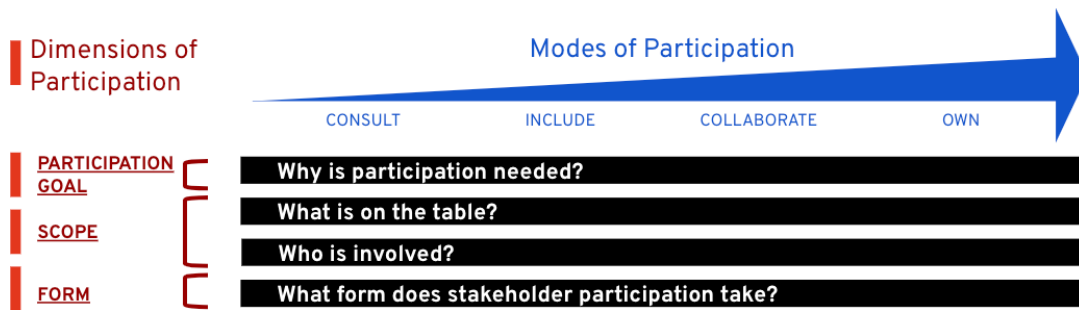 Dimensions of
Participation
Modes of Participation
CONSULT INCLUDE COLLABORATE OWN
PARTICIPATION
GOAL
Why is participation needed?
SCOPE
What is on the table?
Who is involved?
FORM
What form does stakeholder participation take?